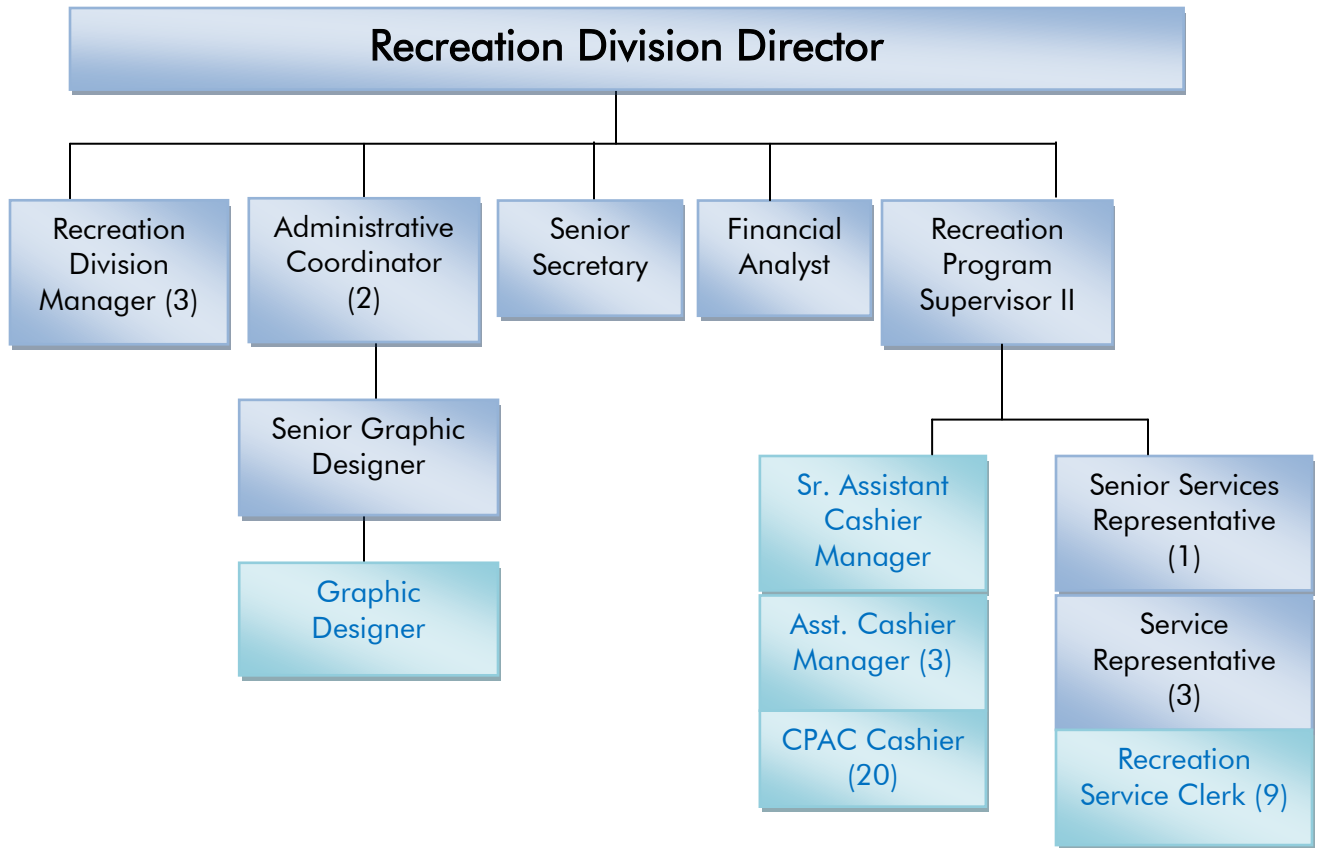 Recreation Division Director
Recreation
Division
Manager (3)
Administrative
Coordinator
(2)
Senior
Secretary
Financial
Analyst
Recreation
Program
Supervisor II
Senior Graphic
Designer
Graphic
Designer
Sr. Assistant
Cashier
Manager
Asst. Cashier
Manager (3)
CPAC Cashier
(20)
Senior Services
Representative
(1)
Service
Representative
(3)
Recreation
Service Clerk (9)